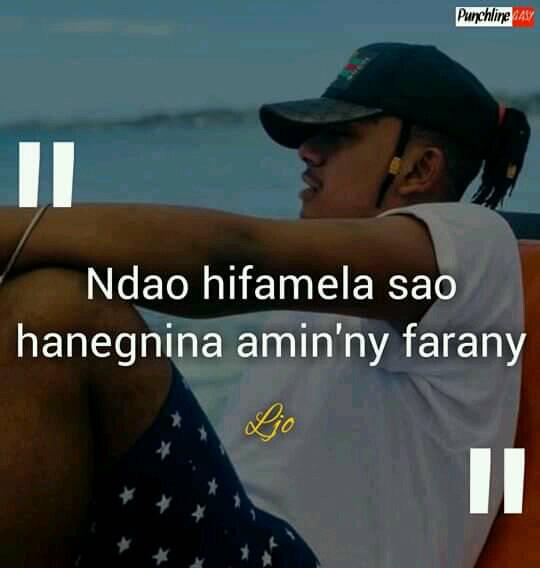 Punchline GASY
"
Ndao hifamela sao
hanegnina amin'ny farany
Ljo
"